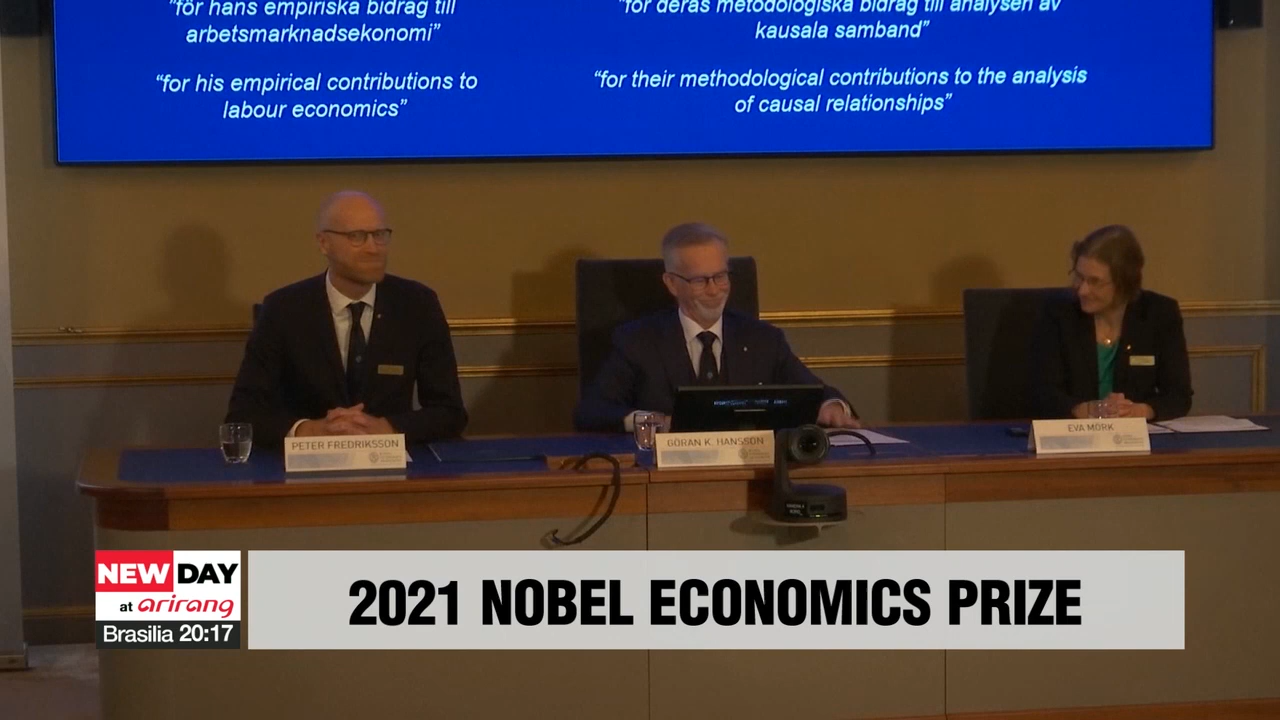 "för hans empiriska bidrag till
arbetsmarknadsekonomi"
"for his empirical contributions to
labour economics"
"för deras metodologiska bidrag till analysen av
kausala samband"
"for their methodological contributions to the analysis
of causal relationships"
PETER FREDRIKSSON
GÖRAN K. HANSSON
EVA MÖRK
NEW DAY
at arirang
Brasilia 20:17
2021 NOBEL ECONOMICS PRIZE